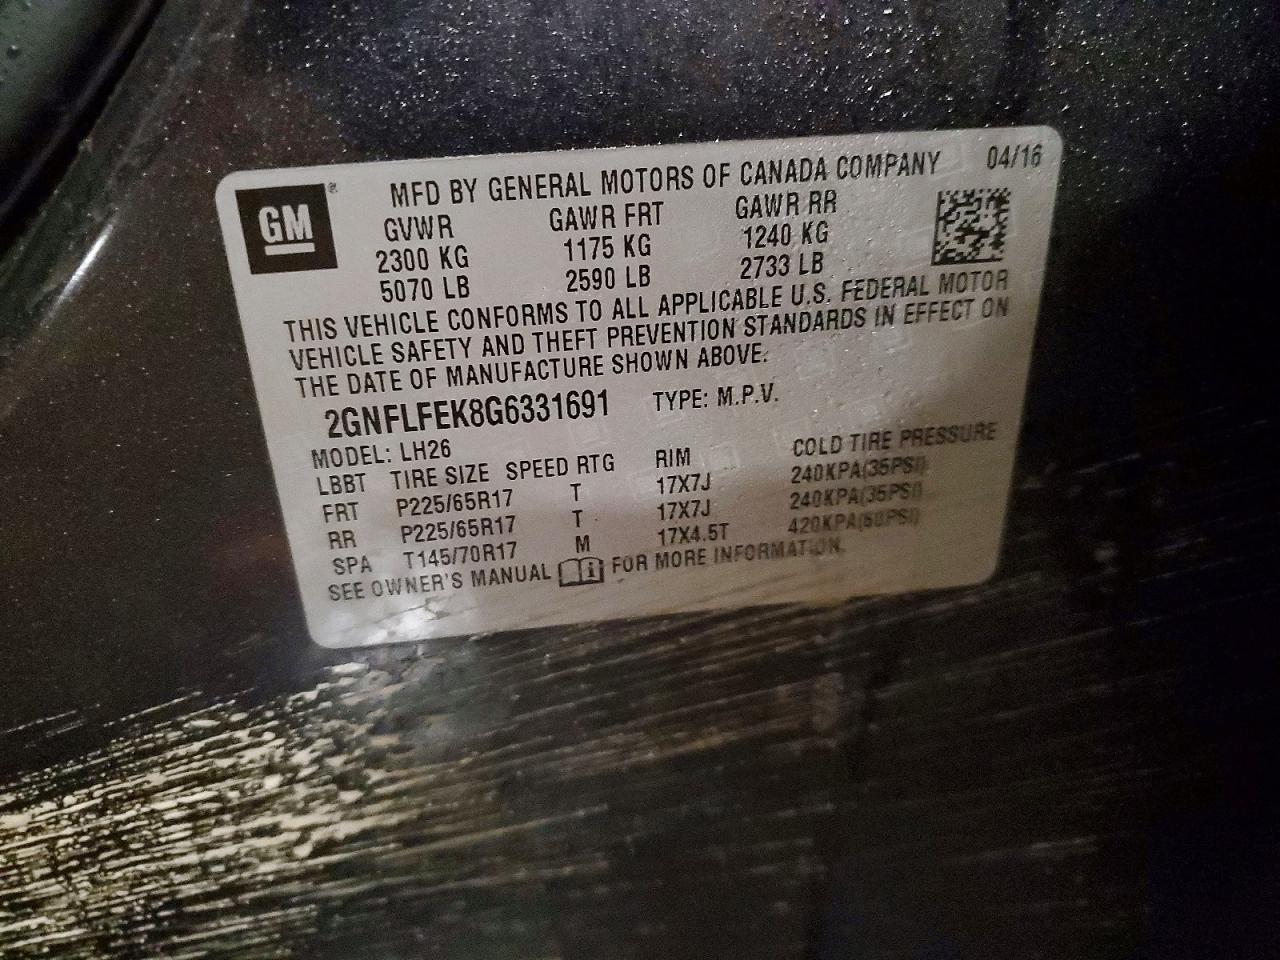 GM ® MFD BY GENERAL MOTORS OF CANADA COMPANY 04/16
GVWR GAWR FRT GAWR RR
2300 KG 1175 KG 1240 KG
5070 LB 2590 LB 2733 LB
THIS VEHICLE CONFORMS TO ALL APPLICABLE U.S. FEDERAL MOTOR
VEHICLE SAFETY AND THEFT PREVENTION STANDARDS IN EFFECT ON
THE DATE OF MANUFACTURE SHOWN ABOVE.
2GNFLFEK8G6331691 TYPE: M.P.V.
MODEL: LH26
LBBT TIRE SIZE SPEED RTG RIM COLD TIRE PRESSURE
FRT P225/65R17 T 17X7J 240KPA(35PSI)
RR P225/65R17 T 17X7J 240KPA(35PSI)
SPA T145/70R17 M 17X4.5T 420KPA(60PSI)
SEE OWNER'S MANUAL i FOR MORE INFORMATION.